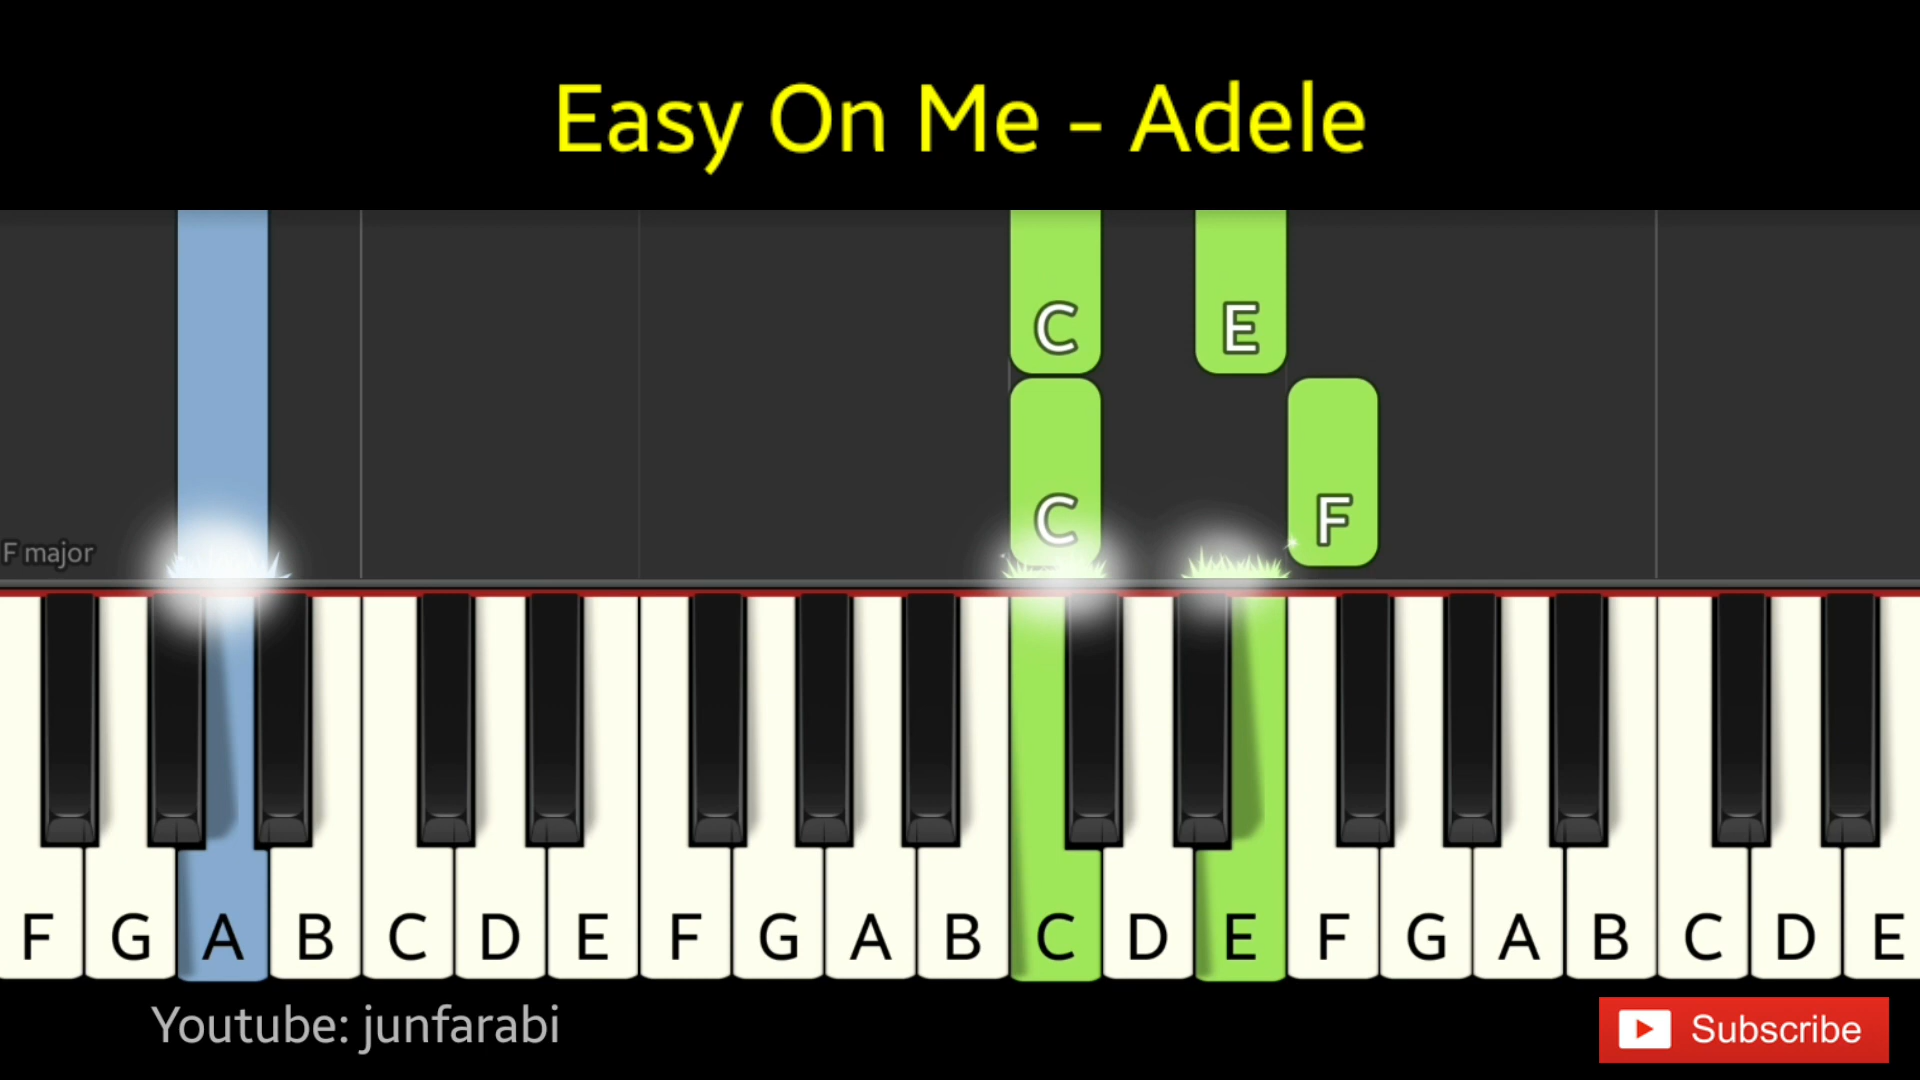 Easy On Me - Adele
C E
C F
F major
F G A B C D E F G A B C D E F G A B C D E
Youtube: junfarabi
Subscribe